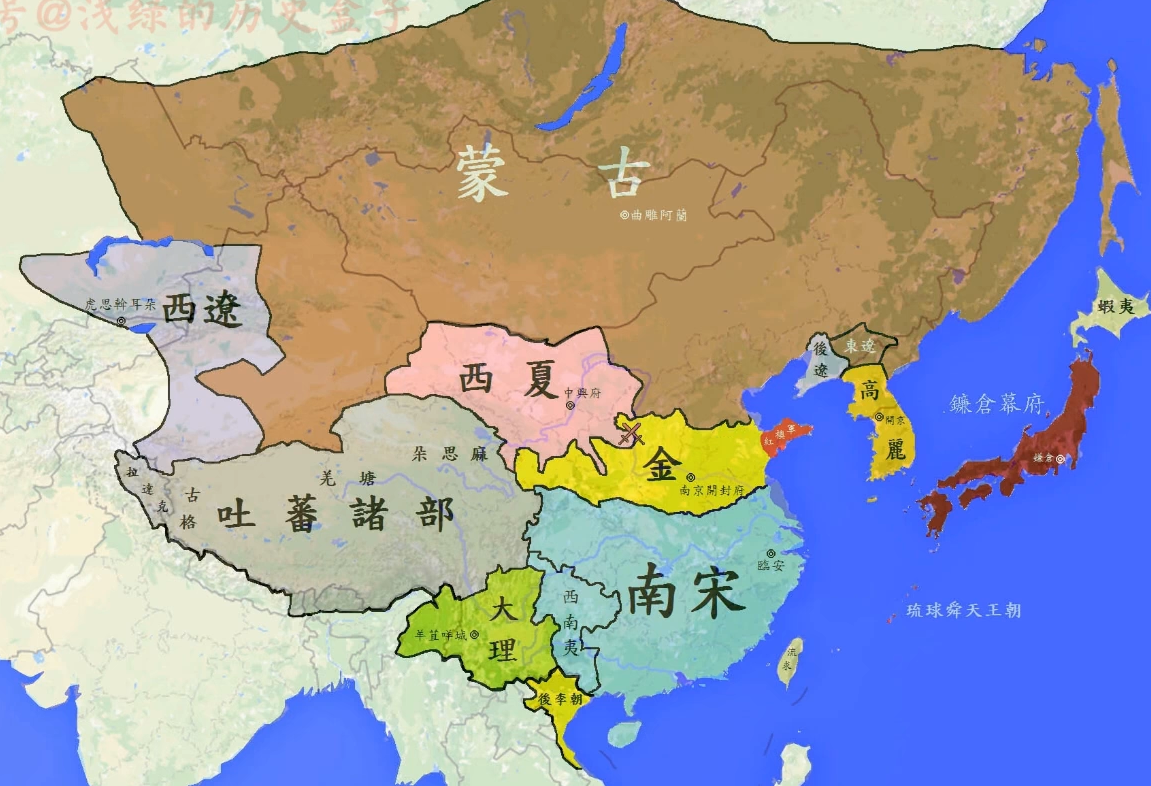 号@浅绿的历史盒子
蒙古
曲雕阿蘭
西遼
虎思斡耳朵
蝦夷
後遼
東遼
西夏
中興府
高麗
開京
鎌倉幕府
鎌倉
紅襖軍
金
南京開封府
朵思麻
羌塘
拉達克
古格
吐蕃諸部
臨安
南宋
西南夷
大理
羊苴咩城
琉球舜天王朝
流求
後李朝